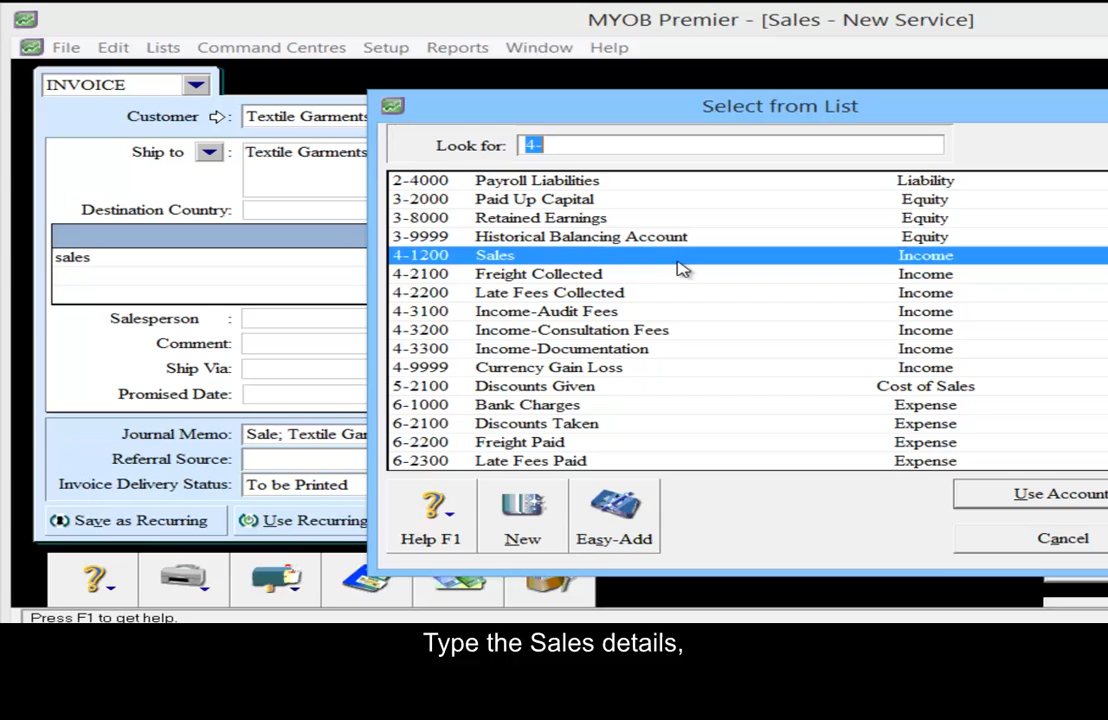 MYOB Premier - [Sales - New Service]
File Edit Lists Command Centres Setup Reports Window Help
INVOICE
Customer : Textile Garments
Ship to : Textile Garments
Destination Country:
sales
Salesperson :
Comment:
Ship Via:
Promised Date:
Journal Memo: Sale; Textile Gar
Referral Source:
Invoice Delivery Status: To be Printed
Save as Recurring Use Recurring
Select from List
Look for: 4-
2-4000 Payroll Liabilities Liability
3-2000 Paid Up Capital Equity
3-8000 Retained Earnings Equity
3-9999 Historical Balancing Account Equity
4-1200 Sales Income
4-2100 Freight Collected Income
4-2200 Late Fees Collected Income
4-3100 Income-Audit Fees Income
4-3200 Income-Consultation Fees Income
4-3300 Income-Documentation Income
4-9999 Currency Gain Loss Income
5-2100 Discounts Given Cost of Sales
6-1000 Bank Charges Expense
6-2100 Discounts Taken Expense
6-2200 Freight Paid Expense
6-2300 Late Fees Paid Expense
Help F1 New Easy-Add
Use Account
Cancel
Press F1 to get help.
Type the Sales details,